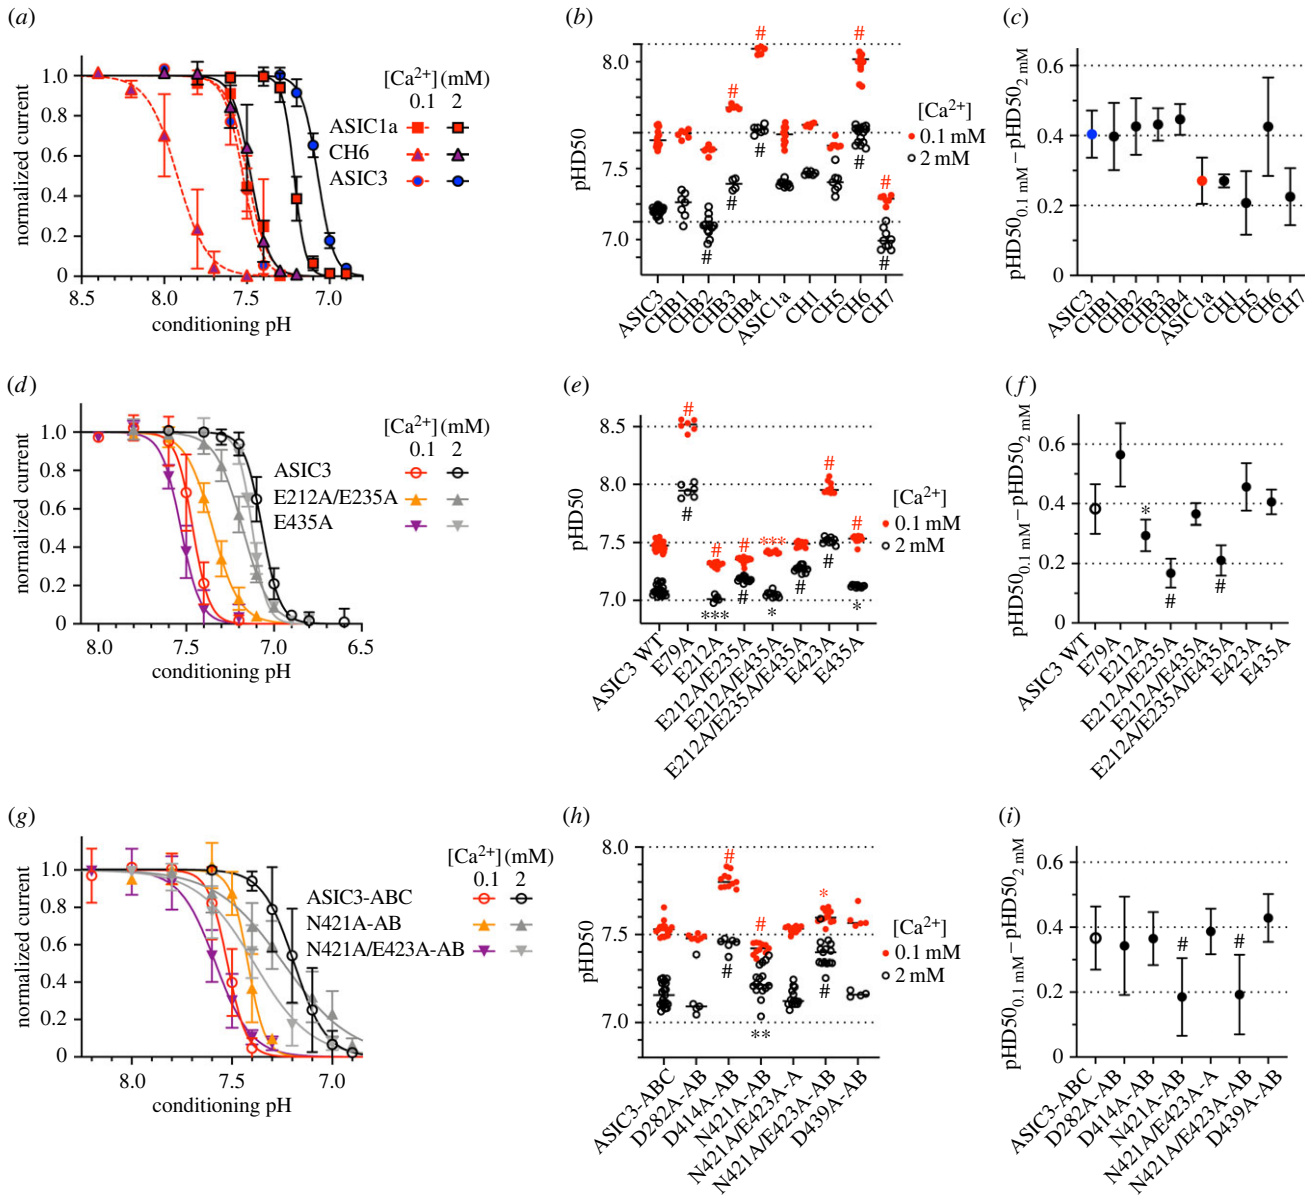 (a)
normalized current
1.0
0.8
0.6
0.4
0.2
0
8.5
8.0
7.5
7.0
conditioning pH
[Ca2+] (mM)
0.1 2
ASIC1a
CH6
ASIC3
(b)
pHD50
8.0
7.5
7.0
# # # # # # # # # #
[Ca2+]
0.1 mM
2 mM
ASIC3
CHB1
CHB2
CHB3
CHB4
ASIC1a
CH1
CH5
CH6
CH7
(c)
pHD50 0.1 mM – pHD50 2 mM
0.6
0.4
0.2
0
ASIC3
CHB1
CHB2
CHB3
CHB4
ASIC1a
CH1
CH5
CH6
CH7
(d)
normalized current
1.0
0.8
0.6
0.4
0.2
0
8.0
7.5
7.0
6.5
conditioning pH
[Ca2+] (mM)
0.1 2
ASIC3
E212A/E235A
E435A
(e)
pHD50
8.5
8.0
7.5
7.0
# # # *** # #
# *** # * # # *
[Ca2+]
0.1 mM
2 mM
ASIC3 WT
E79A
E212A
E212A/E235A
E212A/E435A
E212A/E235A/E435A
E423A
E435A
(f)
pHD50 0.1 mM – pHD50 2 mM
0.6
0.4
0.2
0
* # #
ASIC3 WT
E79A
E212A
E212A/E235A
E212A/E435A
E212A/E235A/E435A
E423A
E435A
(g)
normalized current
1.0
0.8
0.6
0.4
0.2
0
8.0
7.5
7.0
conditioning pH
[Ca2+] (mM)
0.1 2
ASIC3-ABC
N421A-AB
N421A/E423A-AB
(h)
pHD50
8.0
7.5
7.0
# # *
# ** #
[Ca2+]
0.1 mM
2 mM
ASIC3-ABC
D282A-AB
D414A-AB
N421A-AB
N421A/E423A-A
N421A/E423A-AB
D439A-AB
(i)
pHD50 0.1 mM – pHD50 2 mM
0.6
0.4
0.2
0
# #
ASIC3-ABC
D282A-AB
D414A-AB
N421A-AB
N421A/E423A-A
N421A/E423A-AB
D439A-AB